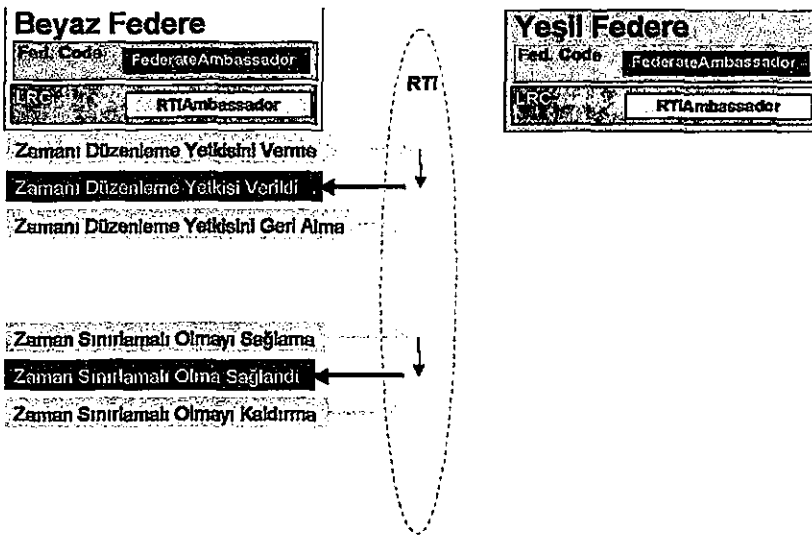 Beyaz Federe
Fed. Code
FederateAmbassador
LRC
RTIAmbassador
RTI
Yeşil Federe
Fed. Code
FederateAmbassador
LRC
RTIAmbassador
Zamanı Düzenleme Yetkisini Verme
Zamanı Düzenleme Yetkisi Verildi
Zamanı Düzenleme Yetkisini Geri Alma
Zaman Sınırlamalı Olmayı Sağlama
Zaman Sınırlamalı Olma Sağlandı
Zaman Sınırlamalı Olmayı Kaldırma